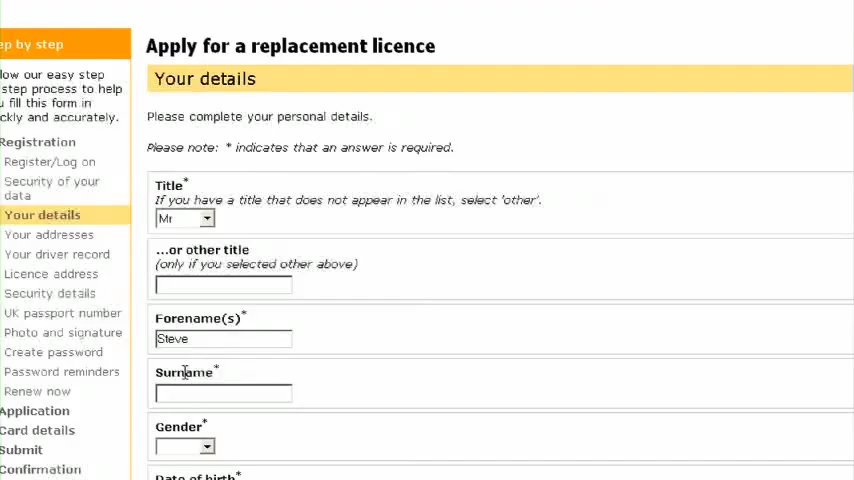 ep by step
low our easy step
step process to help
u fill this form in
ckly and accurately.
Registration
Register/Log on
Security of your
data
Your details
Your addresses
Your driver record
Licence address
Security details
UK passport number
Photo and signature
Create password
Password reminders
Renew now
Application
Card details
Submit
Confirmation
Apply for a replacement licence
Your details
Please complete your personal details.
Please note: * indicates that an answer is required.
Title*
If you have a title that does not appear in the list, select 'other'.
Mr
...or other title
(only if you selected other above)
Forename(s)*
Steve
Surname*
Gender*
Date of birth*